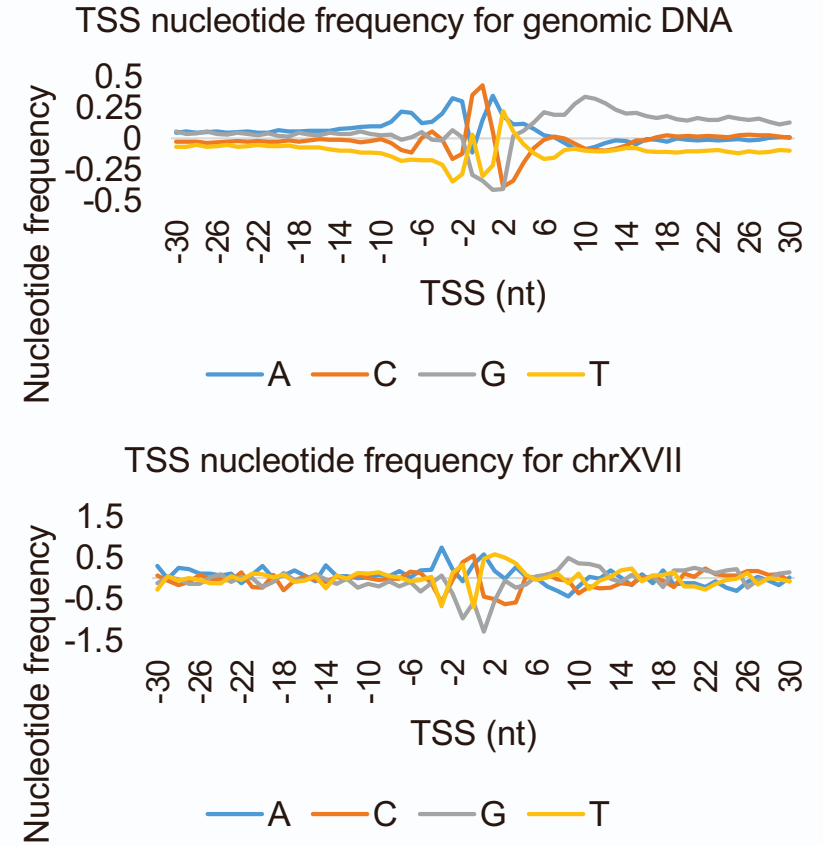 TSS nucleotide frequency for genomic DNA
Nucleotide frequency
0.5
0.25
0
-0.25
-0.5
-30 -26 -22 -18 -14 -10 -6 -2 2 6 10 14 18 22 26 30
TSS (nt)
A C G T
TSS nucleotide frequency for chrXVII
Nucleotide frequency
1.5
0.5
-0.5
-1.5
-30 -26 -22 -18 -14 -10 -6 -2 2 6 10 14 18 22 26 30
TSS (nt)
A C G T